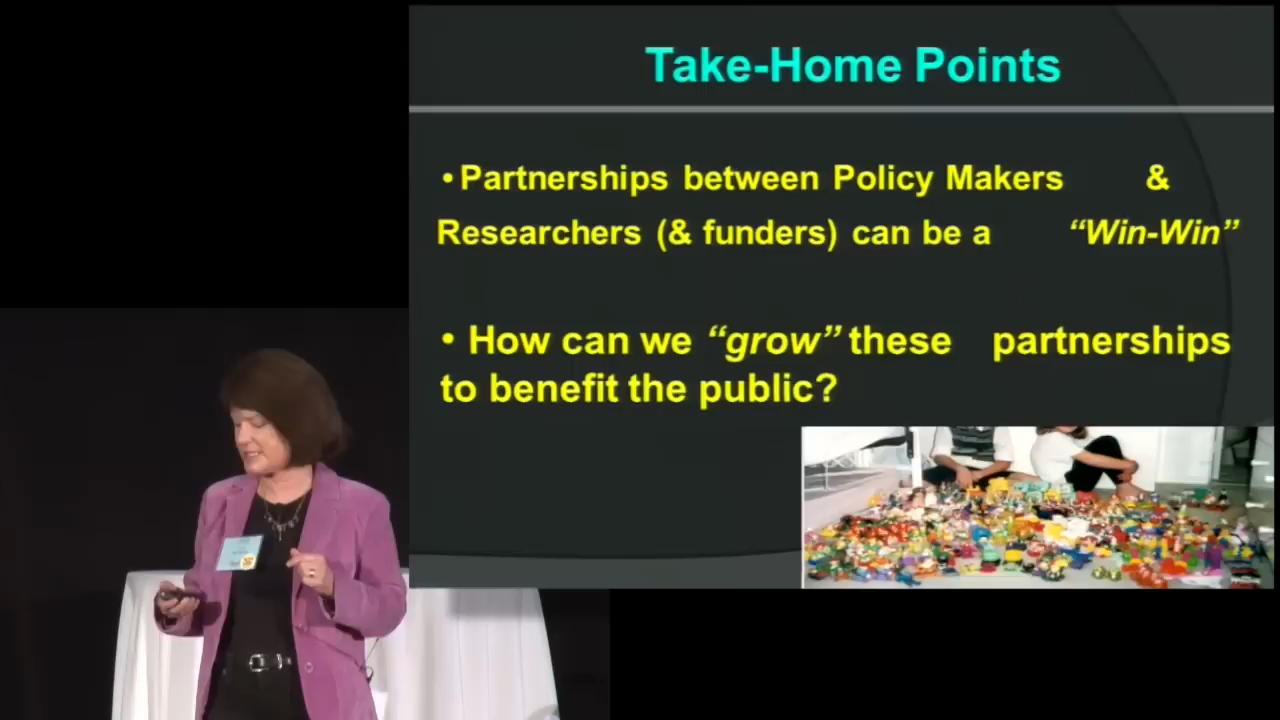 Take-Home Points
•Partnerships between Policy Makers &
Researchers (& funders) can be a “Win-Win”
• How can we “grow” these partnerships
to benefit the public?